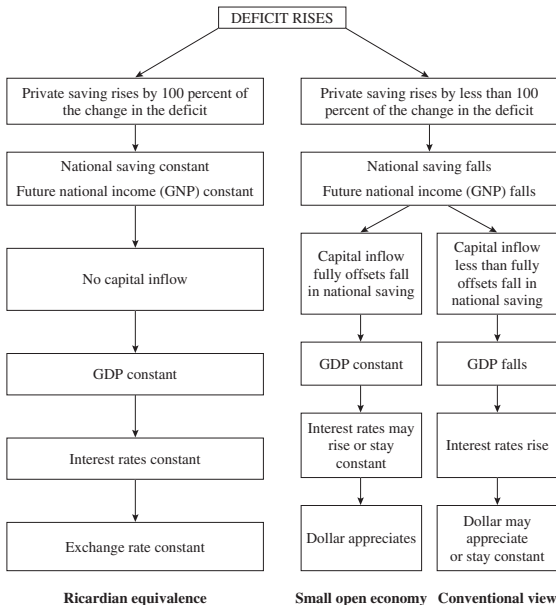 DEFICIT RISES
Private saving rises by 100 percent of
the change in the deficit
National saving constant
Future national income (GNP) constant
No capital inflow
GDP constant
Interest rates constant
Exchange rate constant
Ricardian equivalence
Private saving rises by less than 100
percent of the change in the deficit
National saving falls
Future national income (GNP) falls
Capital inflow
fully offsets fall
in national saving
GDP constant
Interest rates may
rise or stay
constant
Dollar appreciates
Small open economy
Capital inflow
less than fully
offsets fall in
national saving
GDP falls
Interest rates rise
Dollar may
appreciate
or stay constant
Conventional view